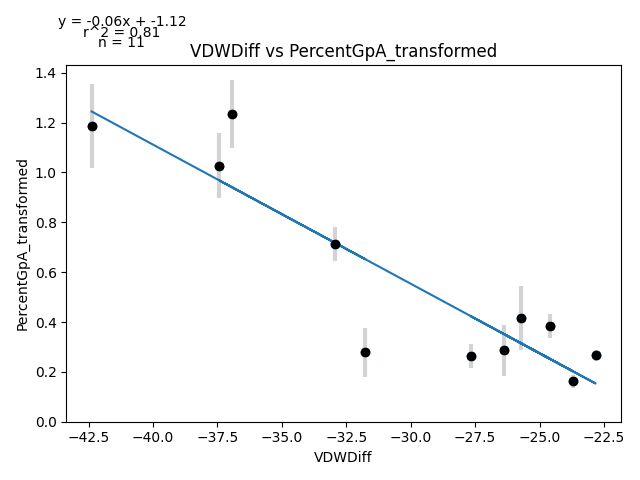 y = -0.06x + -1.12
r^2 = 0.81
n = 11
VDWDiff vs PercentGpA_transformed
PercentGpA_transformed
1.4
1.2
1.0
0.8
0.6
0.4
0.2
0.0
−42.5 −40.0 −37.5 −35.0 −32.5 −30.0 −27.5 −25.0 −22.5
VDWDiff